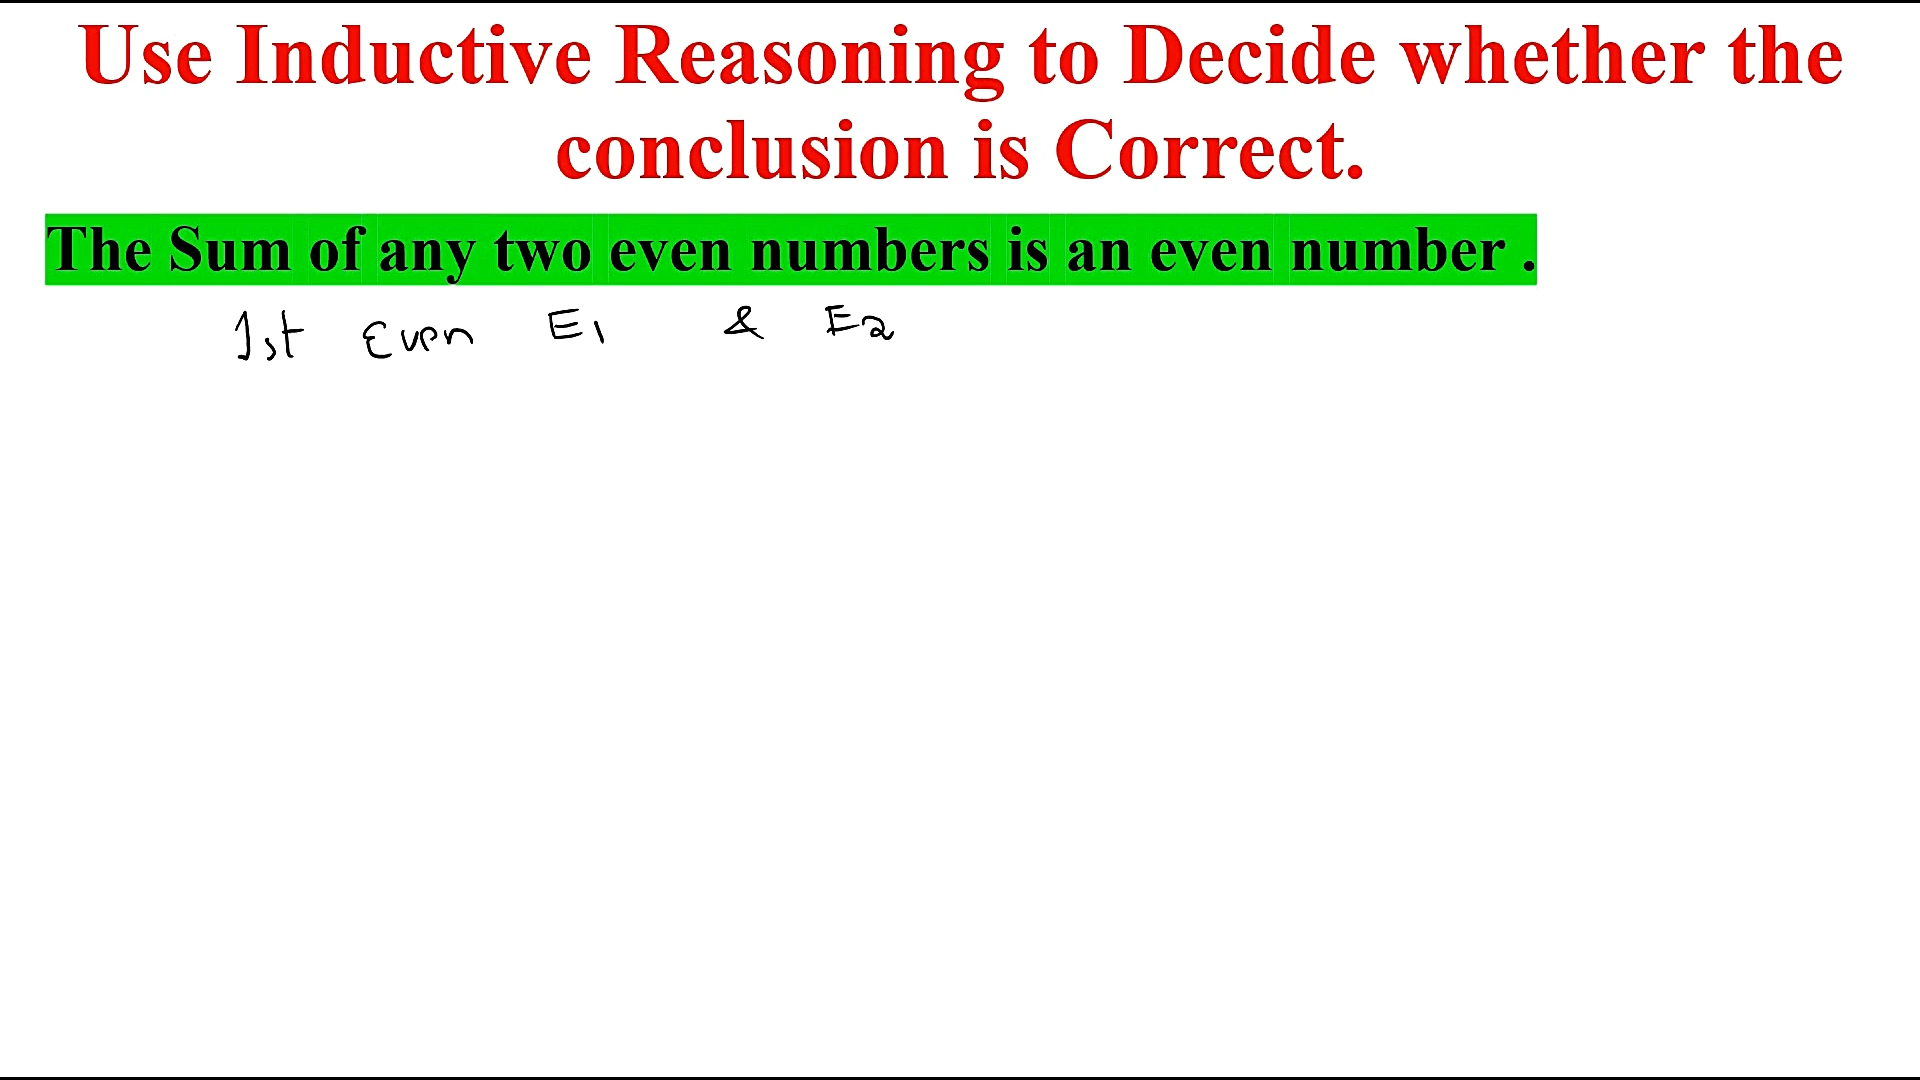 Use Inductive Reasoning to Decide whether the
conclusion is Correct.
The Sum of any two even numbers is an even number .
1st Even E1 & E2